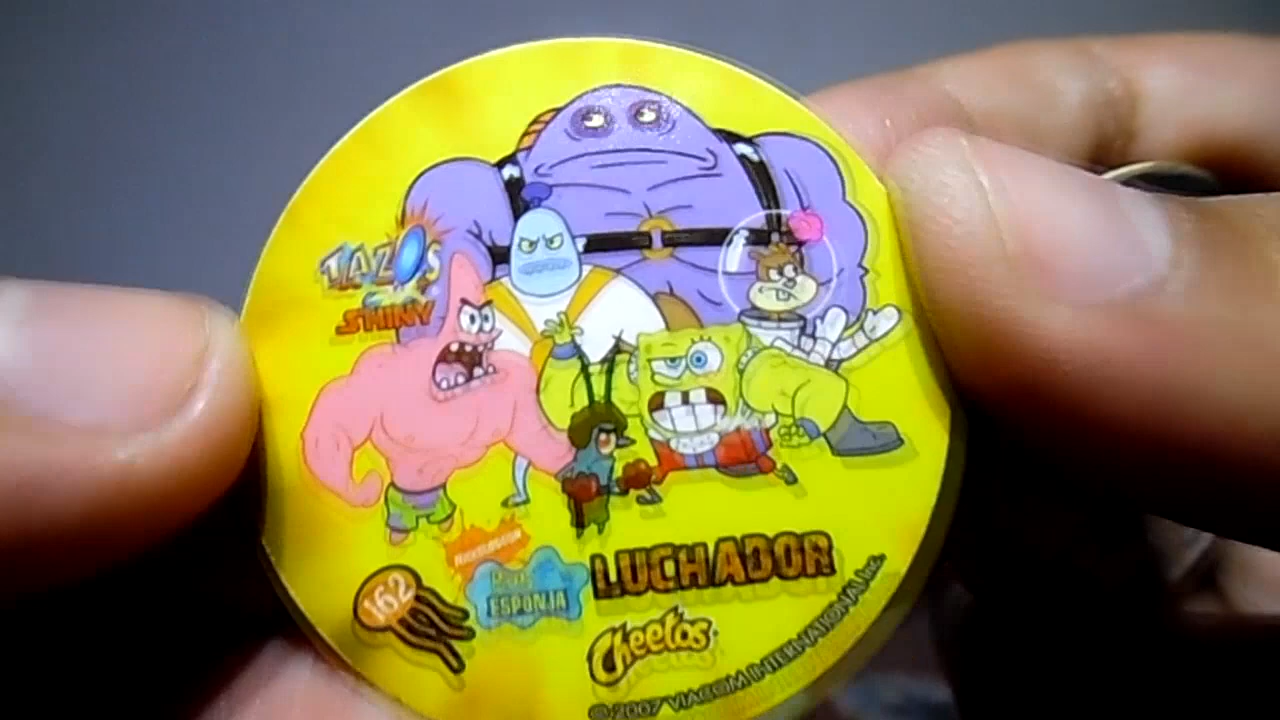 TAZOS
SHINY
NICKELODEON
Bob
ESPONJA
LUCHADOR
162
Cheetos
©2007 VIACOM INTERNATIONAL Inc.